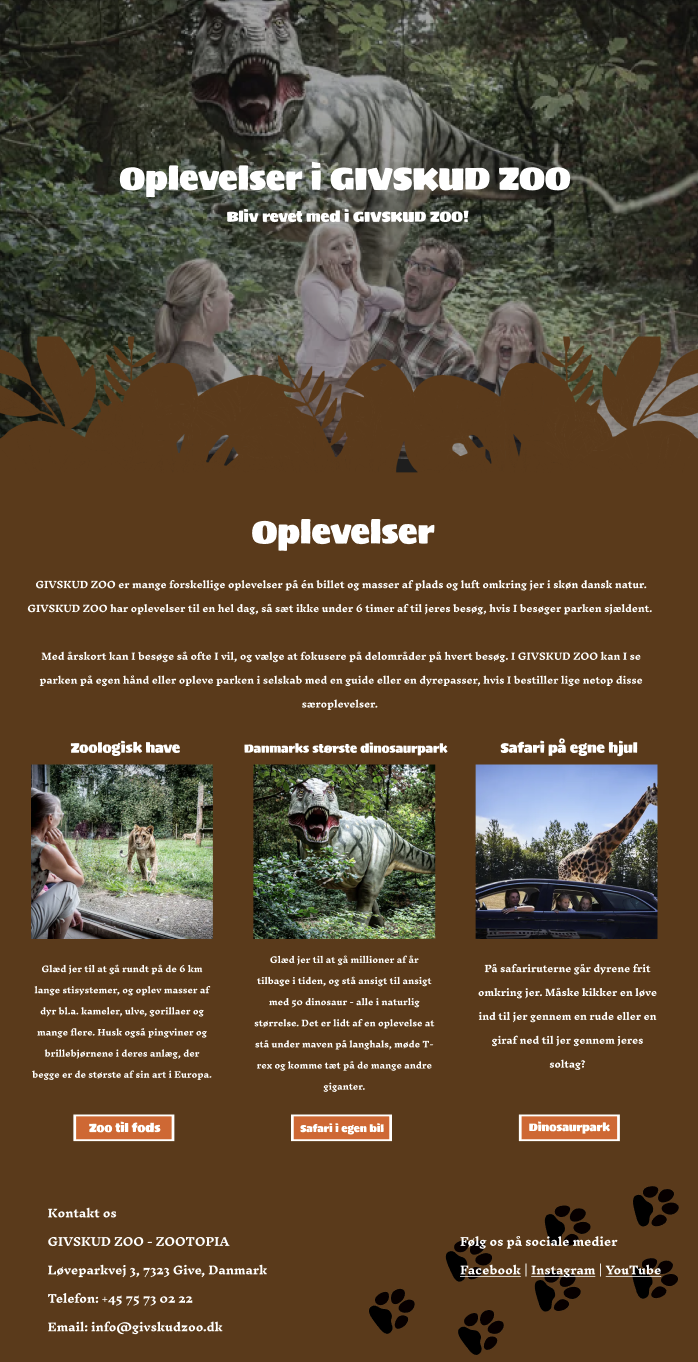 Oplevelser i GIVSKUD ZOO
Bliv revet med i GIVSKUD ZOO!
Oplevelser
GIVSKUD ZOO er mange forskellige oplevelser på én billet og masser af plads og luft omkring jer i skøn dansk natur.
GIVSKUD ZOO har oplevelser til en hel dag, så sæt ikke under 6 timer af til jeres besøg, hvis I besøger parken sjældent.
Med årskort kan I besøge så ofte I vil, og vælge at fokusere på delområder på hvert besøg. I GIVSKUD ZOO kan I se
parken på egen hånd eller opleve parken i selskab med en guide eller en dyrepasser, hvis I bestiller lige netop disse
særoplevelser.
Zoologisk have
Glæd jer til at gå rundt på de 6 km
lange stisystemer, og oplev masser af
dyr bl.a. kameler, ulve, gorillaer og
mange flere. Husk også pingviner og
brillebjørnene i deres anlæg, der
begge er de største af sin art i Europa.
Zoo til fods
Danmarks største dinosaurpark
Glæd jer til at gå millioner af år
tilbage i tiden, og stå ansigt til ansigt
med 50 dinosaur - alle i naturlig
størrelse. Det er lidt af en oplevelse at
stå under maven på langhals, møde T-
rex og komme tæt på de mange andre
giganter.
Safari i egen bil
Safari på egne hjul
På safariruterne går dyrene frit
omkring jer. Måske kikker en løve
ind til jer gennem en rude eller en
giraf ned til jer gennem jeres
soltag?
Dinosaurpark
Kontakt os
GIVSKUD ZOO - ZOOTOPIA
Løveparkvej 3, 7323 Give, Danmark
Telefon: +45 75 73 02 22
Email: info@givskudzoo.dk
Følg os på sociale medier
Facebook | Instagram | YouTube